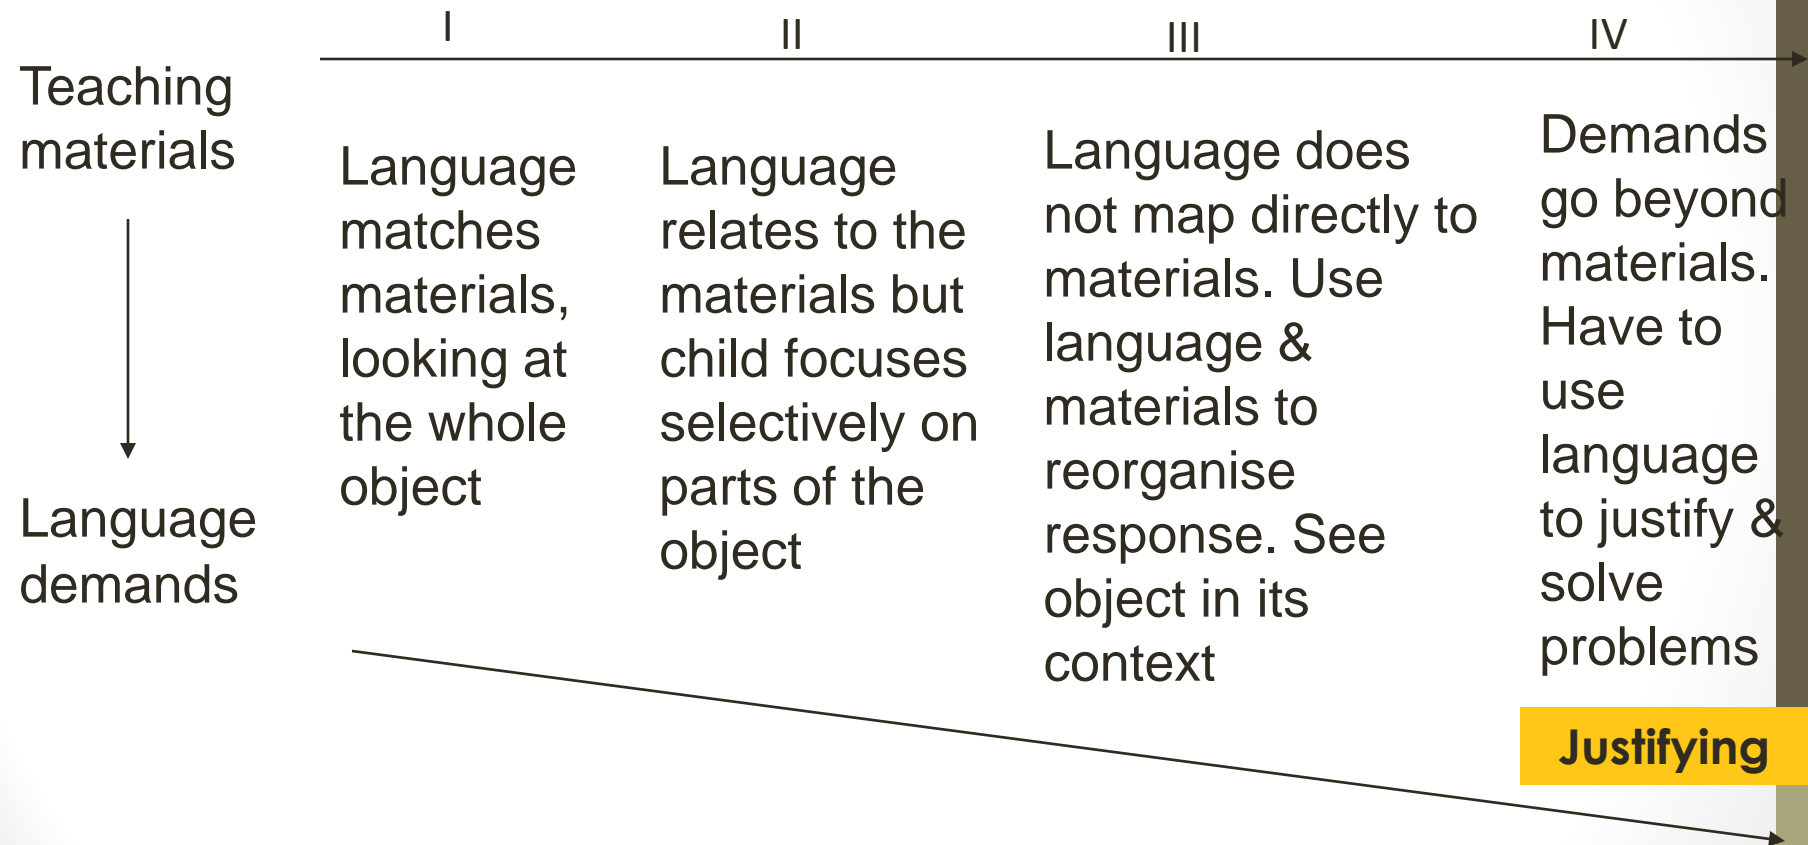 I
II
III
IV
Teaching
materials
Language
demands
Language
matches
materials,
looking at
the whole
object
Language
relates to the
materials but
child focuses
selectively on
parts of the
object
Language does
not map directly to
materials. Use
language &
materials to
reorganise
response. See
object in its
context
Demands
go beyond
materials.
Have to
use
language
to justify &
solve
problems
Justifying